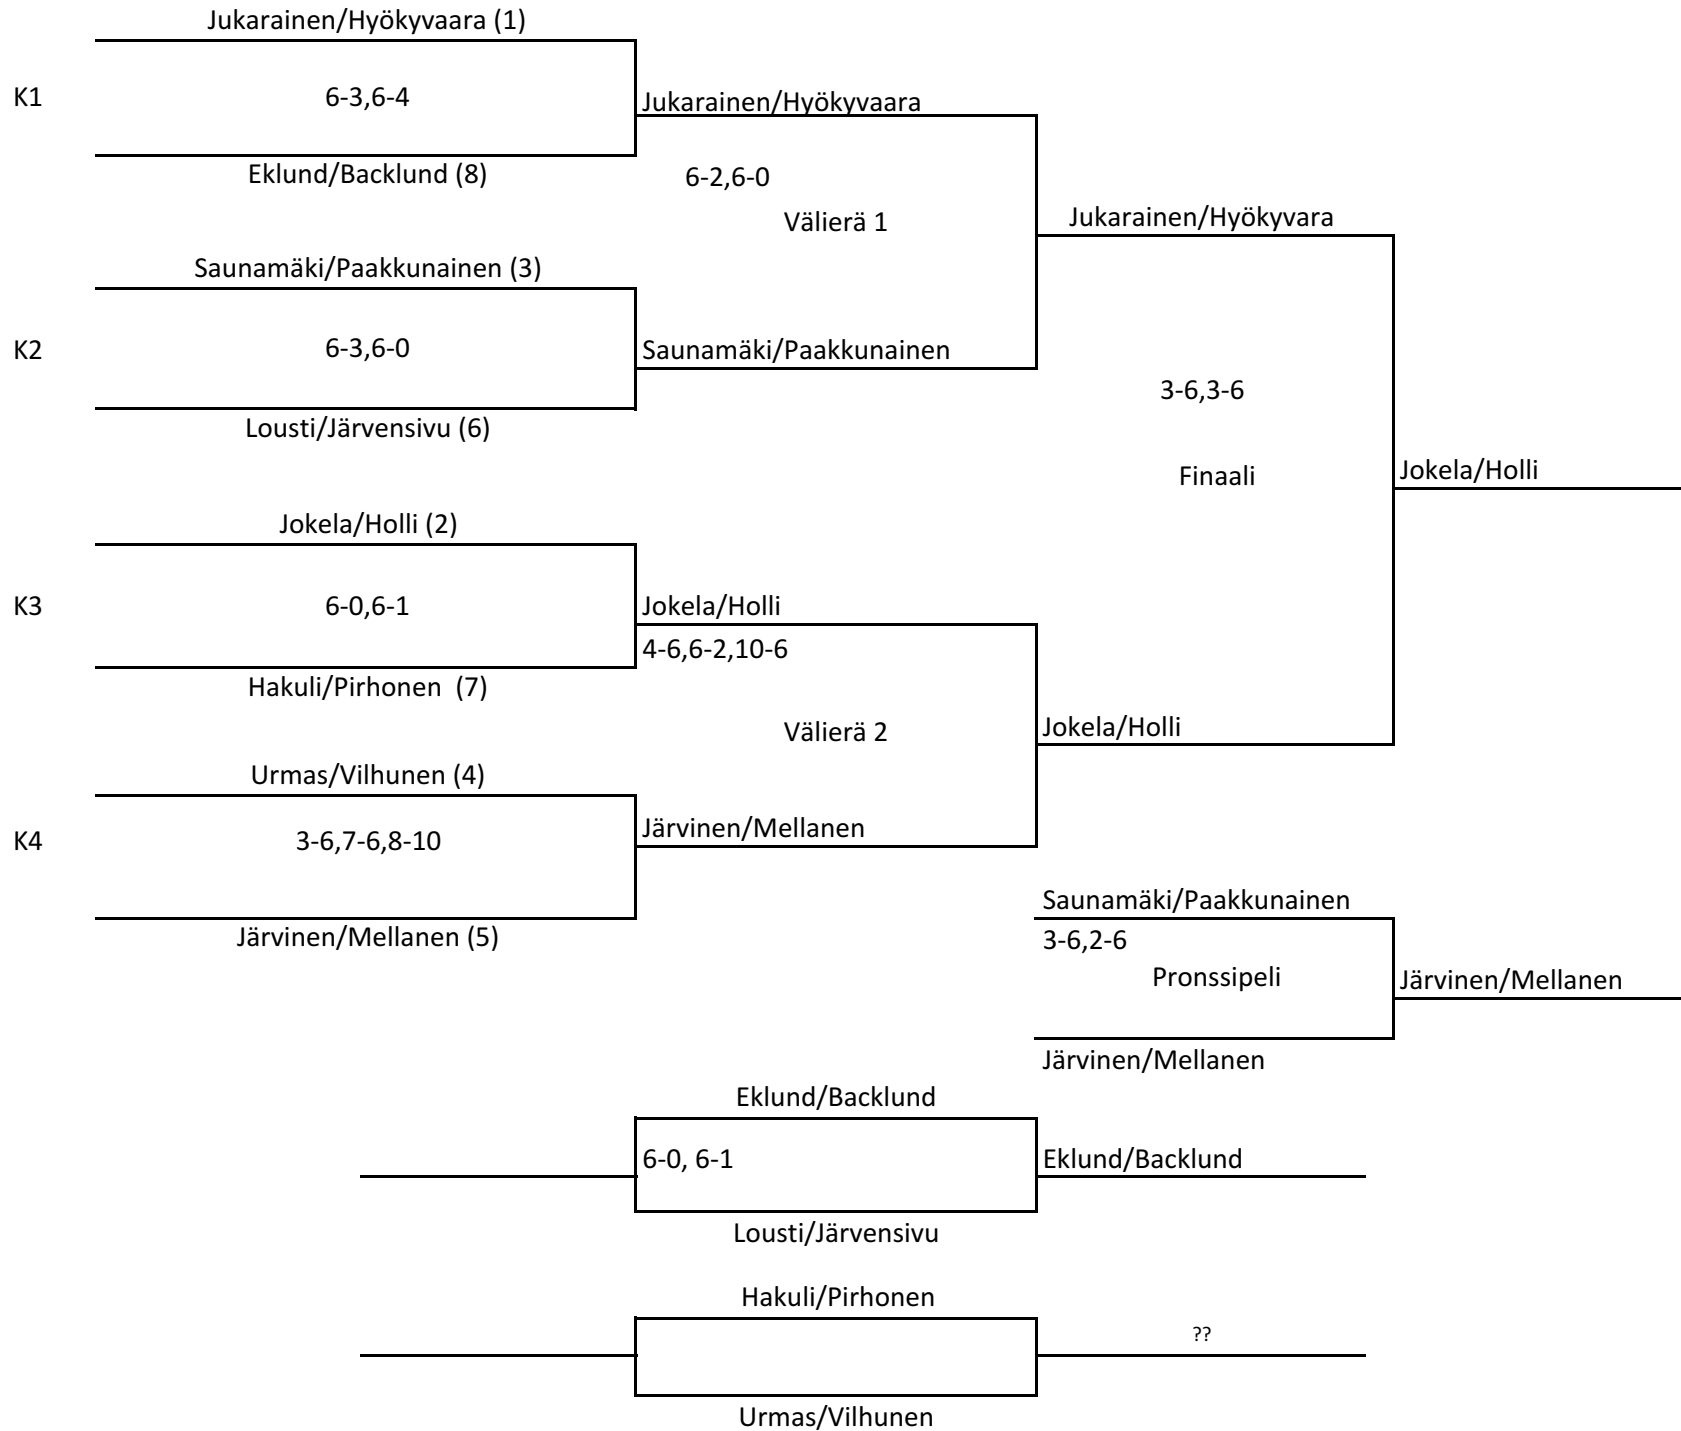 Jukarainen/Hyökyvaara (1)
K1
6-3,6-4
Jukarainen/Hyökyvaara
Eklund/Backlund (8)
6-2,6-0
Välierä 1
Jukarainen/Hyökyvara
Saunamäki/Paakkunainen (3)
K2
6-3,6-0
Saunamäki/Paakkunainen
3-6,3-6
Lousti/Järvensivu (6)
Finaali
Jokela/Holli
Jokela/Holli (2)
K3
6-0,6-1
Jokela/Holli
4-6,6-2,10-6
Hakuli/Pirhonen  (7)
Välierä 2
Jokela/Holli
Urmas/Vilhunen (4)
K4
3-6,7-6,8-10
Järvinen/Mellanen
Saunamäki/Paakkunainen
Järvinen/Mellanen (5)
3-6,2-6
Pronssipeli
Järvinen/Mellanen
Järvinen/Mellanen
Eklund/Backlund
6-0, 6-1
Eklund/Backlund
Lousti/Järvensivu
Hakuli/Pirhonen
??
Urmas/Vilhunen